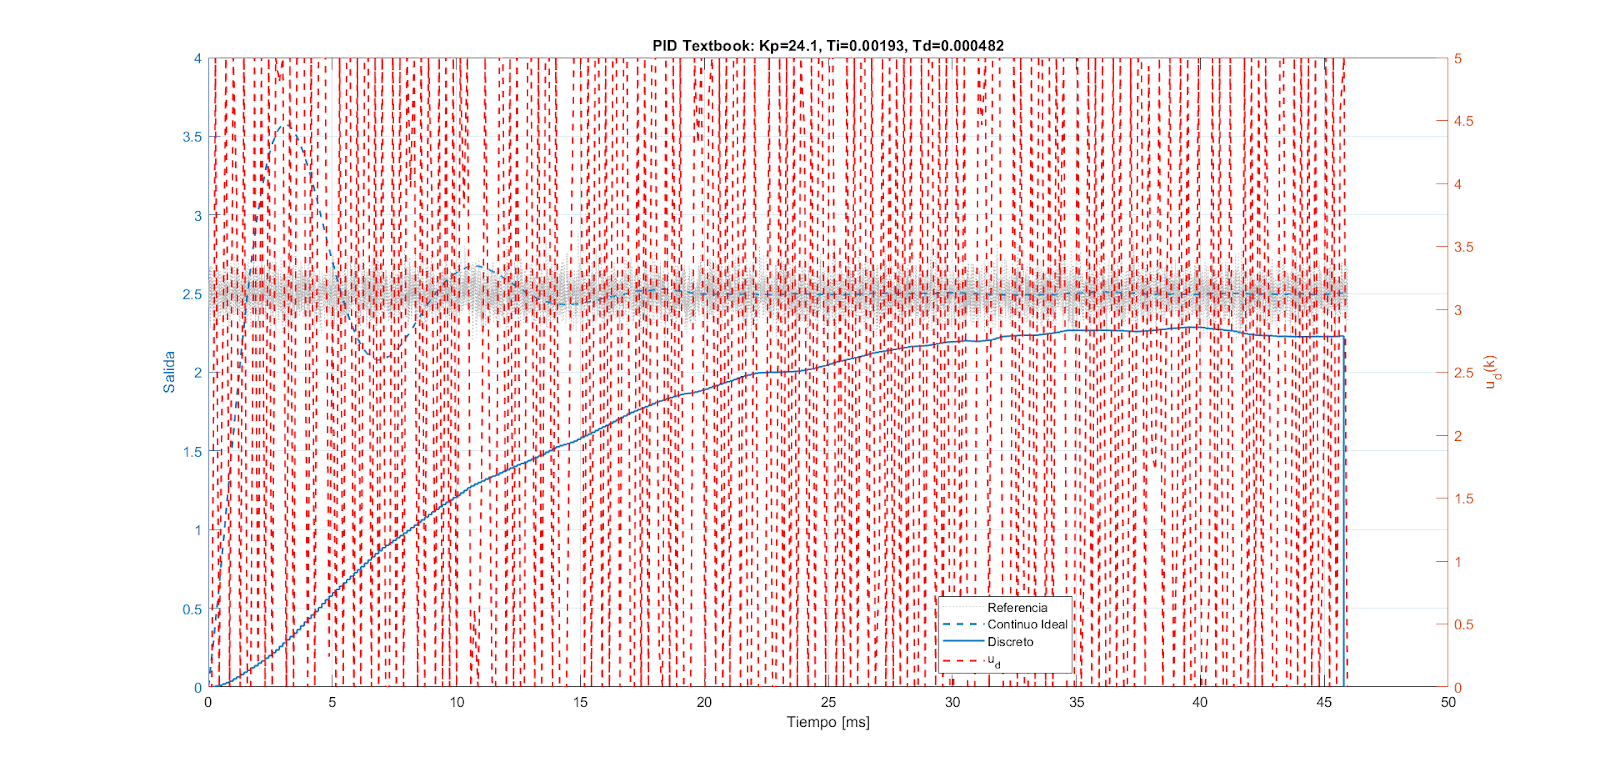 PID Textbook: Kp=24.1, Ti=0.00193, Td=0.000482
4
3.5
3
2.5
2
1.5
1
0.5
0
Salida
5
4.5
4
3.5
3
2.5
2
1.5
1
0.5
0
u_d(k)
Referencia
Continuo Ideal
Discreto
u_d
0 5 10 15 20 25 30 35 40 45 50
Tiempo [ms]